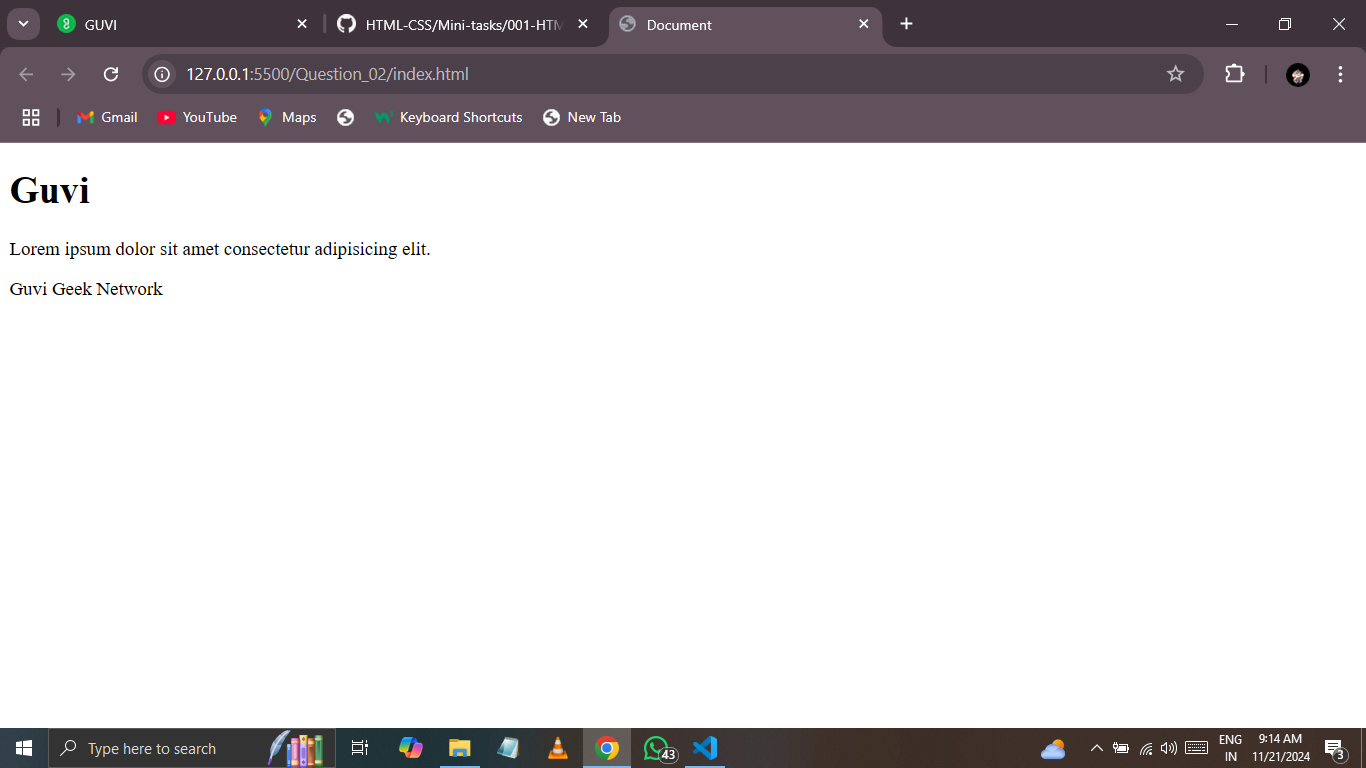 GUVI
HTML-CSS/Mini-tasks/001-HTM
Document
127.0.0.1:5500/Question_02/index.html
Gmail
YouTube
Maps
Keyboard Shortcuts
New Tab
Guvi
Lorem ipsum dolor sit amet consectetur adipisicing elit.
Guvi Geek Network
Type here to search
43
ENG
IN
9:14 AM
11/21/2024
3